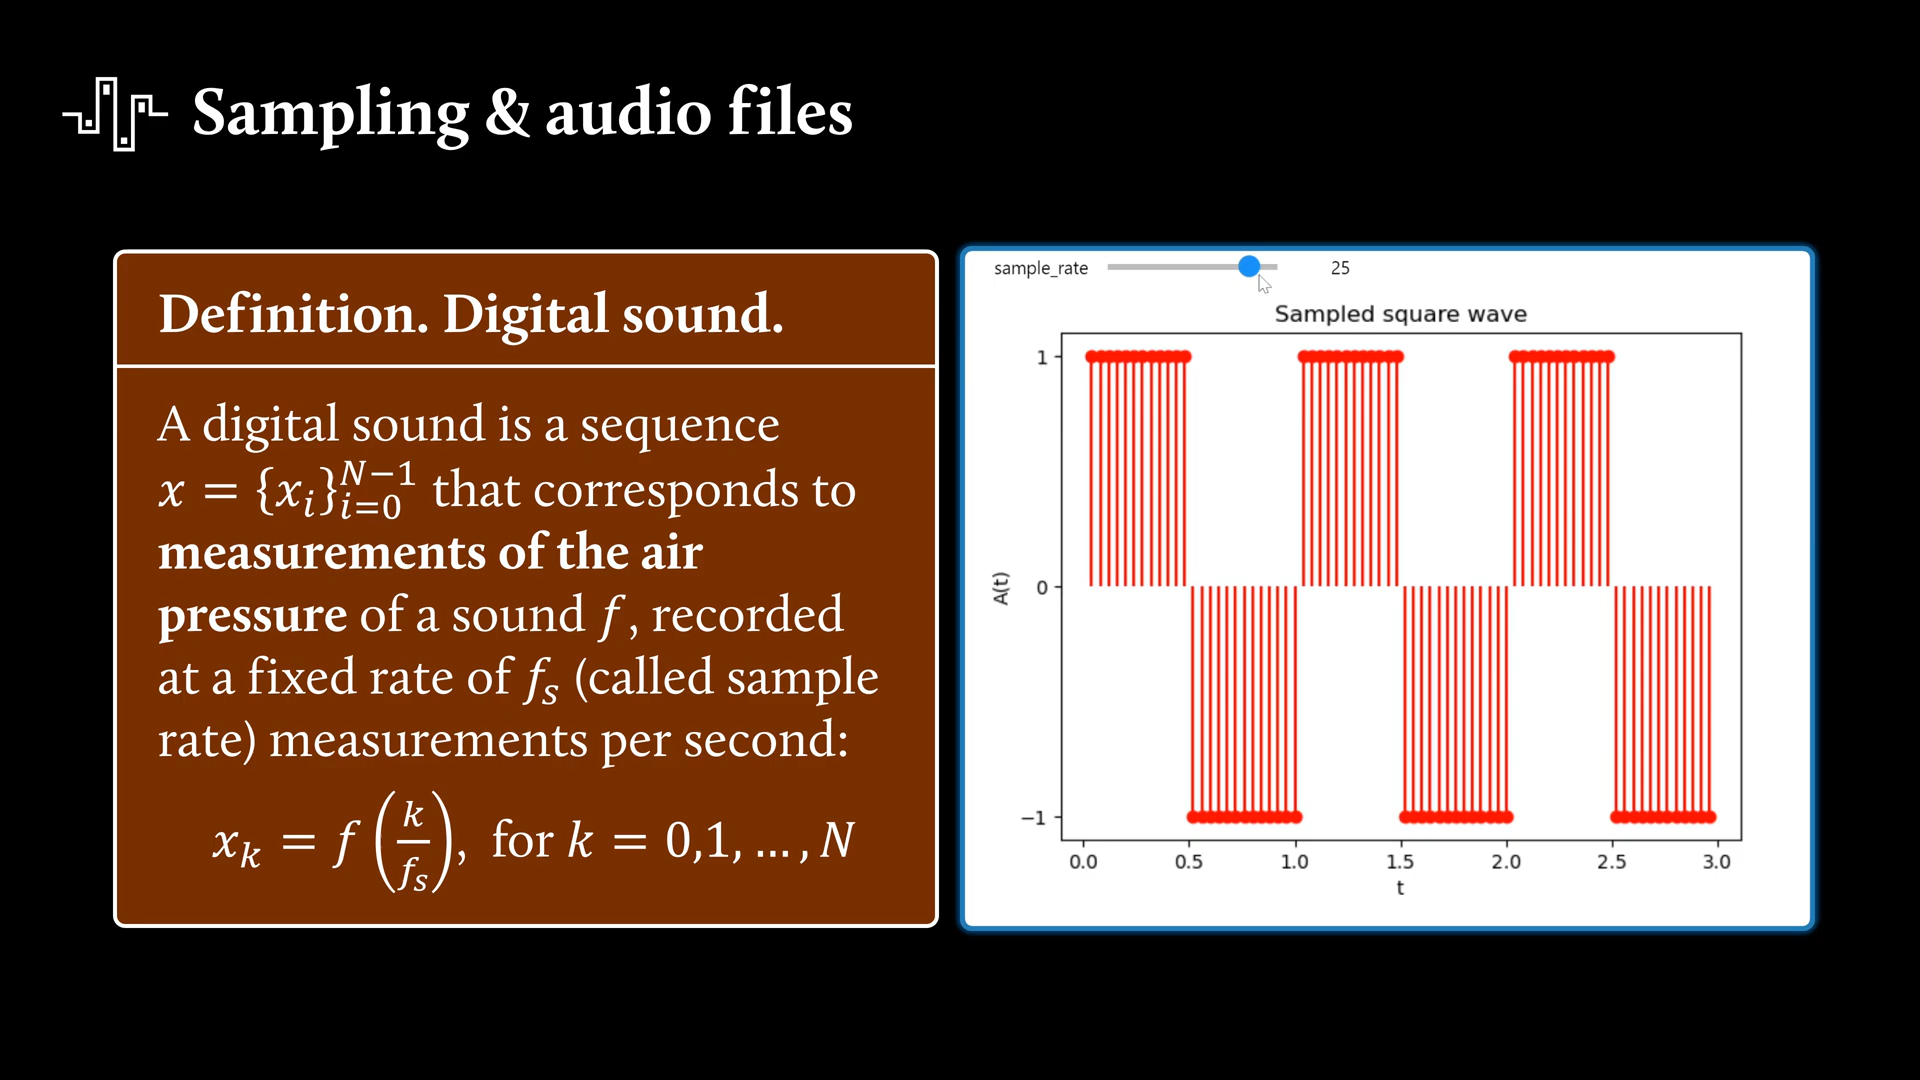 Sampling & audio files
Definition. Digital sound.
A digital sound is a sequence
x = {x_i}_{i=0}^{N−1} that corresponds to
measurements of the air
pressure of a sound f, recorded
at a fixed rate of f_s (called sample
rate) measurements per second:
x_k = f(k/f_s), for k = 0,1, … , N
sample_rate 25
Sampled square wave
A(t)
1
0
−1
0.0 0.5 1.0 1.5 2.0 2.5 3.0
t